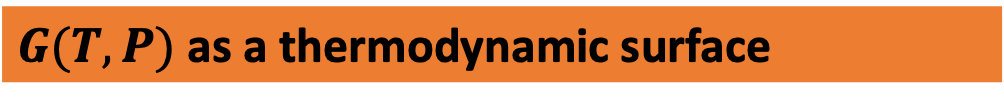 G(T, P) as a thermodynamic surface